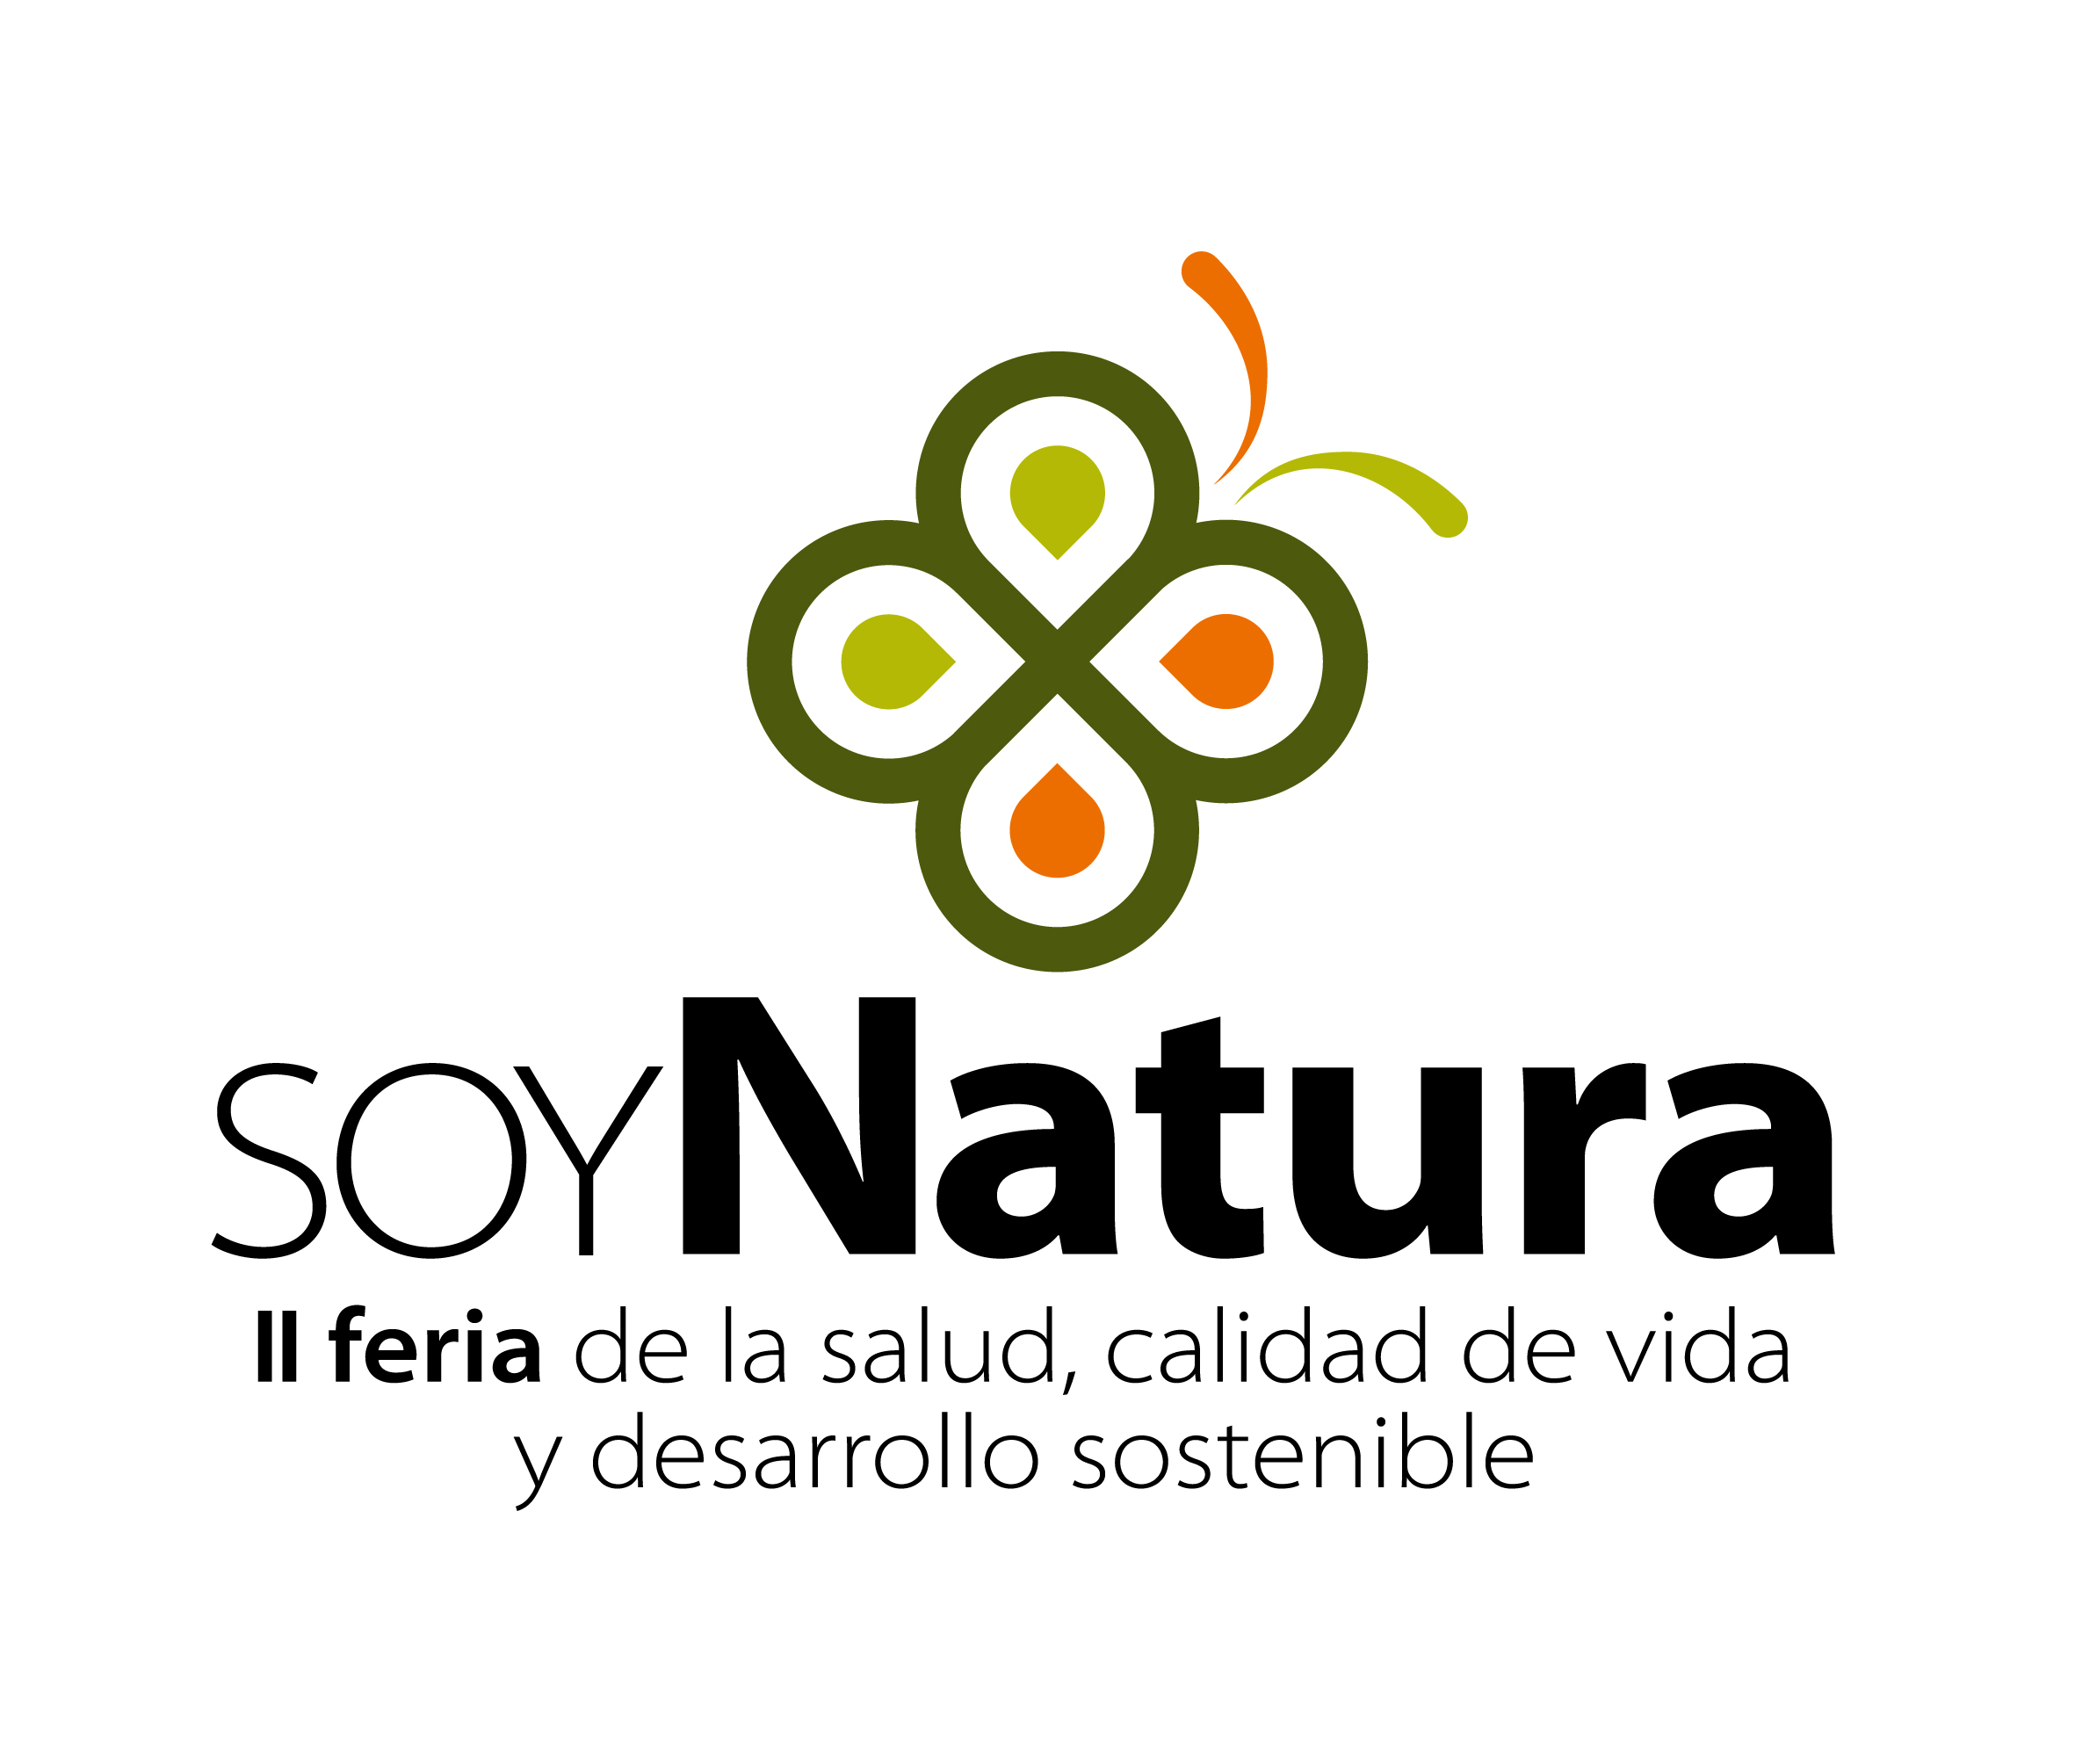 SOYNatura
II feria de la salud, calidad de vida
y desarrollo sostenible